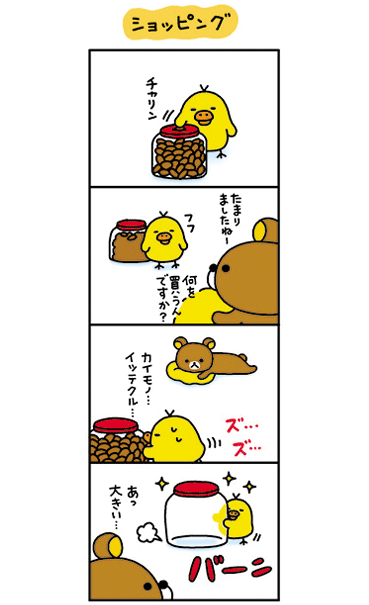 ショッピング
チャリン
たまり
ましたねー
フフ
何を
買うん
ですか?
カイモノ…
イッテクル…
ズ…
ズ…
あっ
大きい…
バーン